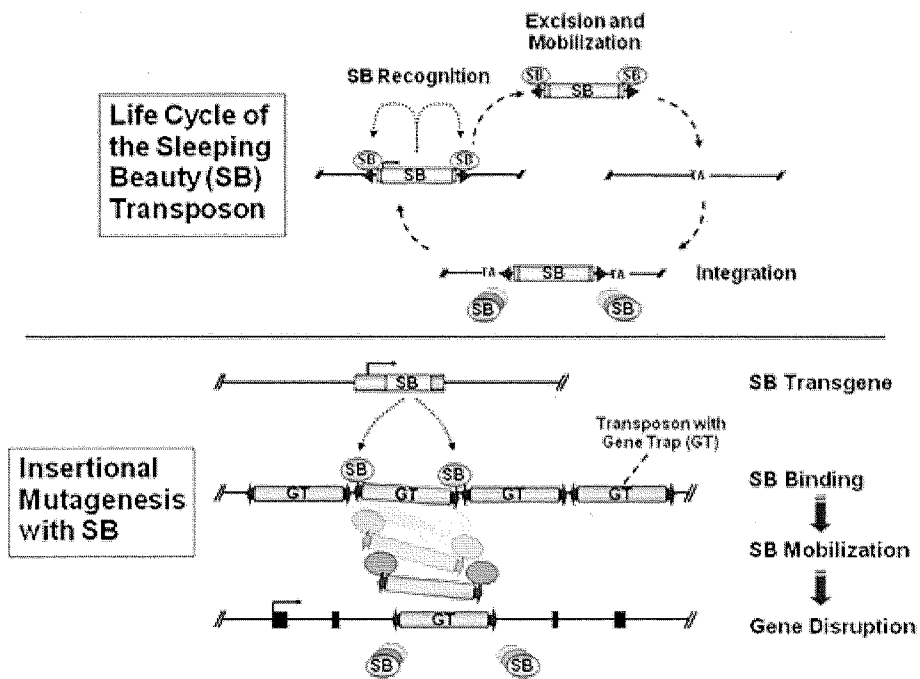 Excision and
Mobilization
SB Recognition
SB
SB
SB
Life Cycle of
the Sleeping
Beauty (SB)
Transposon
SB
SB
SB
TA
TA
SB
TA
Integration
SB
SB
SB
SB Transgene
Transposon with
Gene Trap (GT)
Insertional
Mutagenesis
with SB
SB
SB
GT
GT
GT
GT
SB Binding
SB Mobilization
GT
Gene Disruption
SB
SB